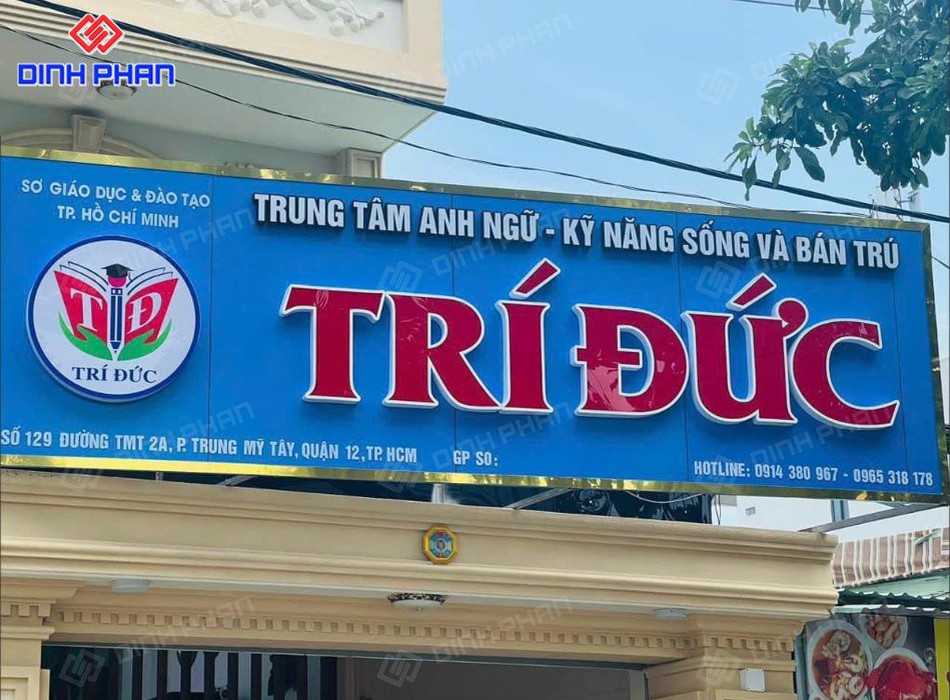 DINH PHAN
SỞ GIÁO DỤC & ĐÀO TẠO
TP. HỒ CHÍ MINH
TĐ
TRÍ ĐỨC
TRUNG TÂM ANH NGỮ - KỸ NĂNG SỐNG VÀ BÁN TRÚ
TRÍ ĐỨC
SỐ 129 ĐƯỜNG TMT 2A, P. TRUNG MỸ TÂY, QUẬN 12, TP. HCM
GP SO:
HOTLINE: 0914 380 967 - 0965 318 178